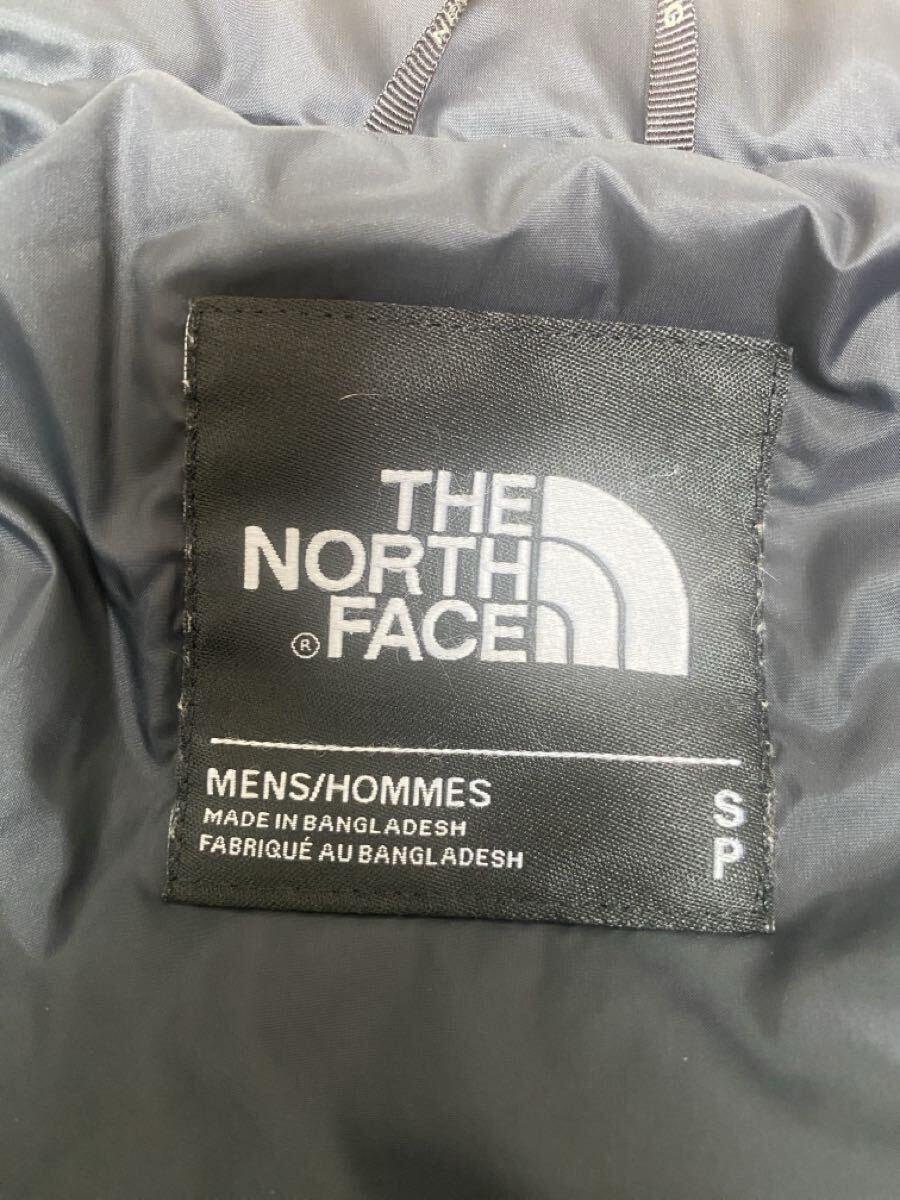 THE
NORTH
® FACE
MENS/HOMMES S
MADE IN BANGLADESH
FABRIQUÉ AU BANGLADESH P